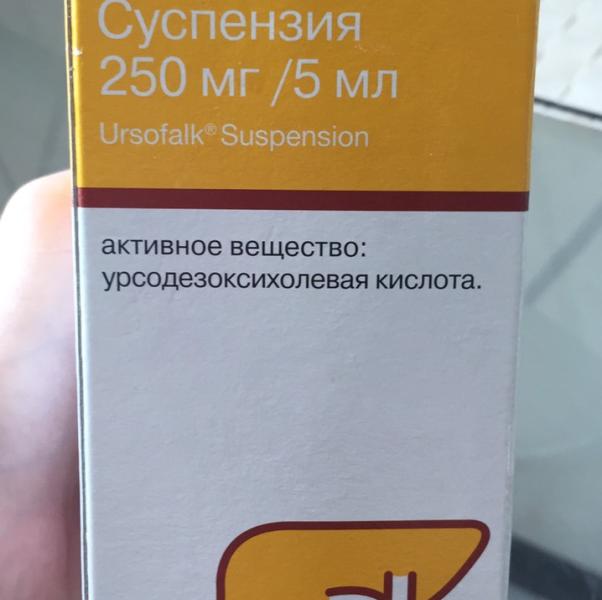 Суспензия
250 мг /5 мл
Ursofalk® Suspension
активное вещество:
урсодезоксихолевая кислота.